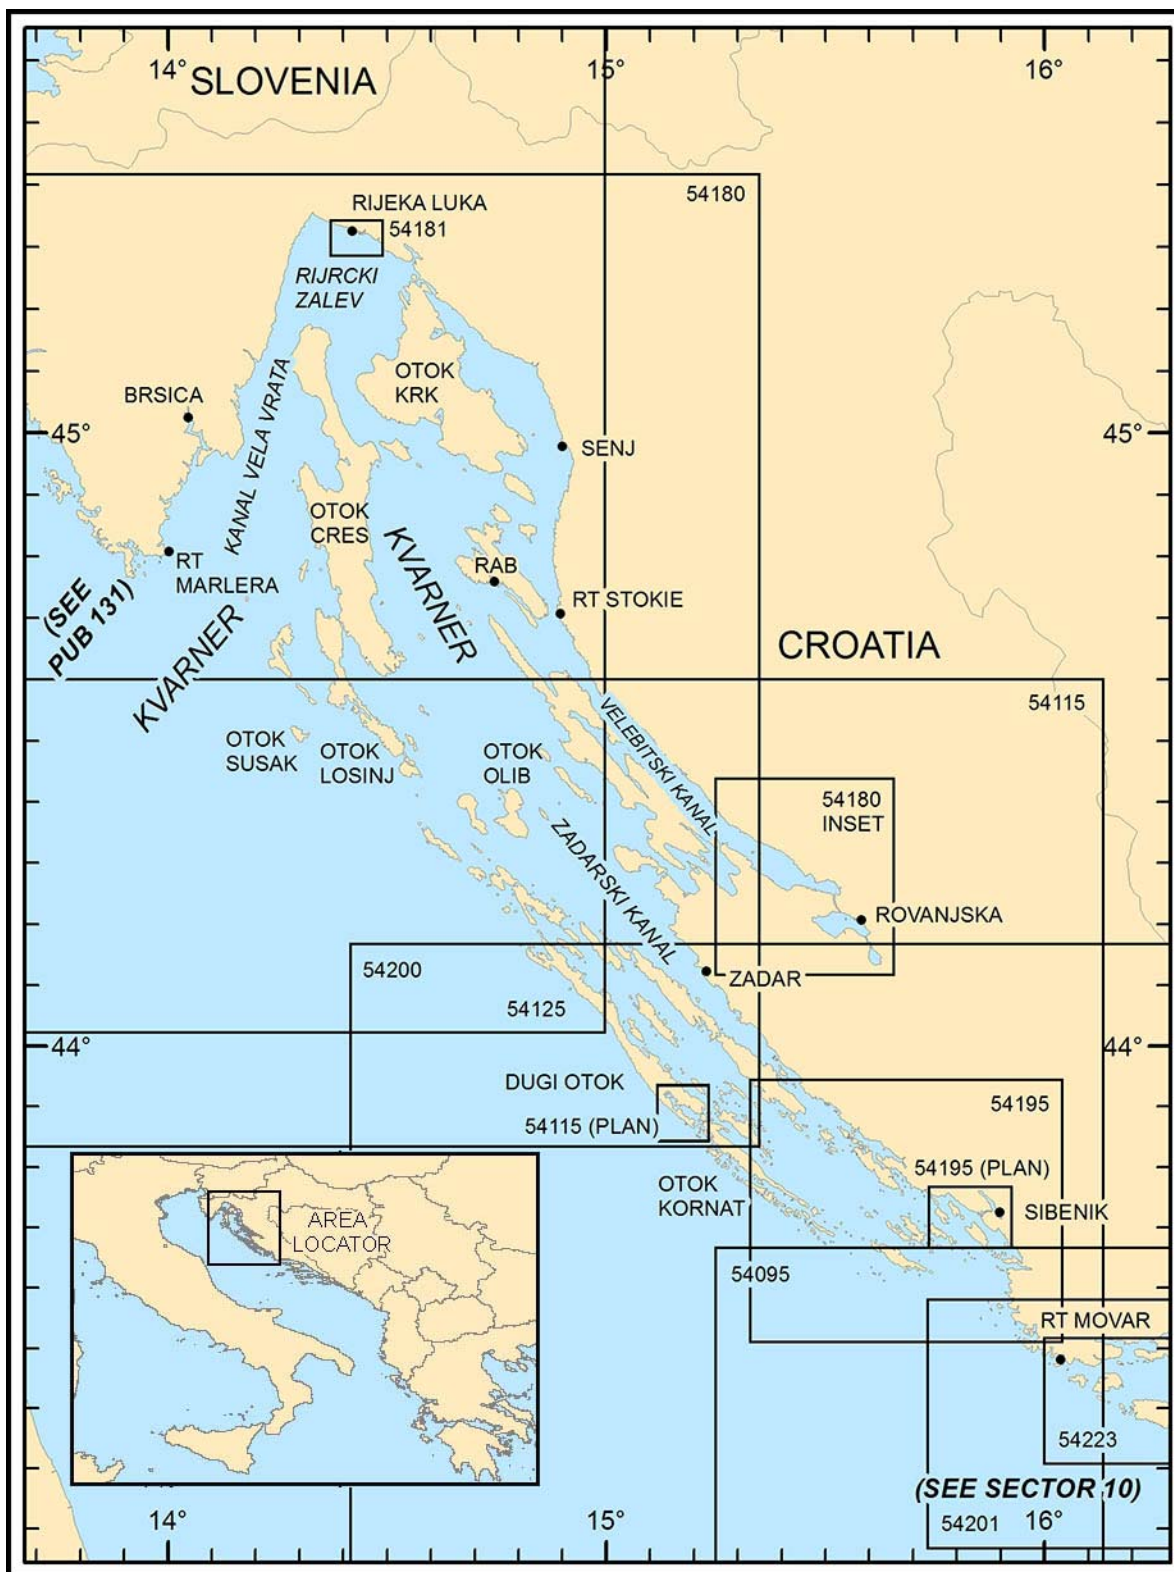 14°
15°
16°
SLOVENIA
54180
RIJEKA LUKA
54181
RIJRCKI
ZALEV
OTOK
KRK
BRSICA
KANAL VELA VRATA
45°
45°
SENJ
OTOK
CRES
KVARNER
RAB
RT
MARLERA
RT STOKIE
(SEE
PUB 131)
KVARNER
CROATIA
54115
VELEBITSKI KANAL
OTOK
SUSAK
OTOK
LOSINJ
OTOK
OLIB
54180
INSET
ZADARSKI KANAL
ROVANJSKA
54200
ZADAR
54125
44°
44°
DUGI OTOK
54115 (PLAN)
54195
54195 (PLAN)
OTOK
KORNAT
SIBENIK
AREA
LOCATOR
54095
RT MOVAR
54223
(SEE SECTOR 10)
54201
14°
15°
16°